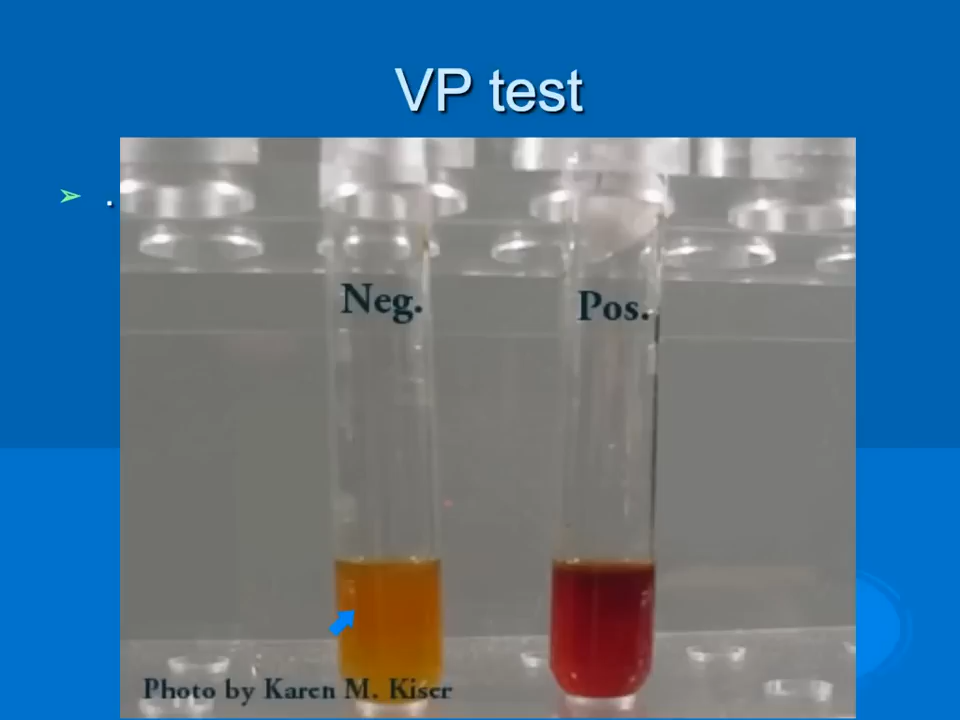 VP test
.
Neg.
Pos.
Photo by Karen M. Kiser